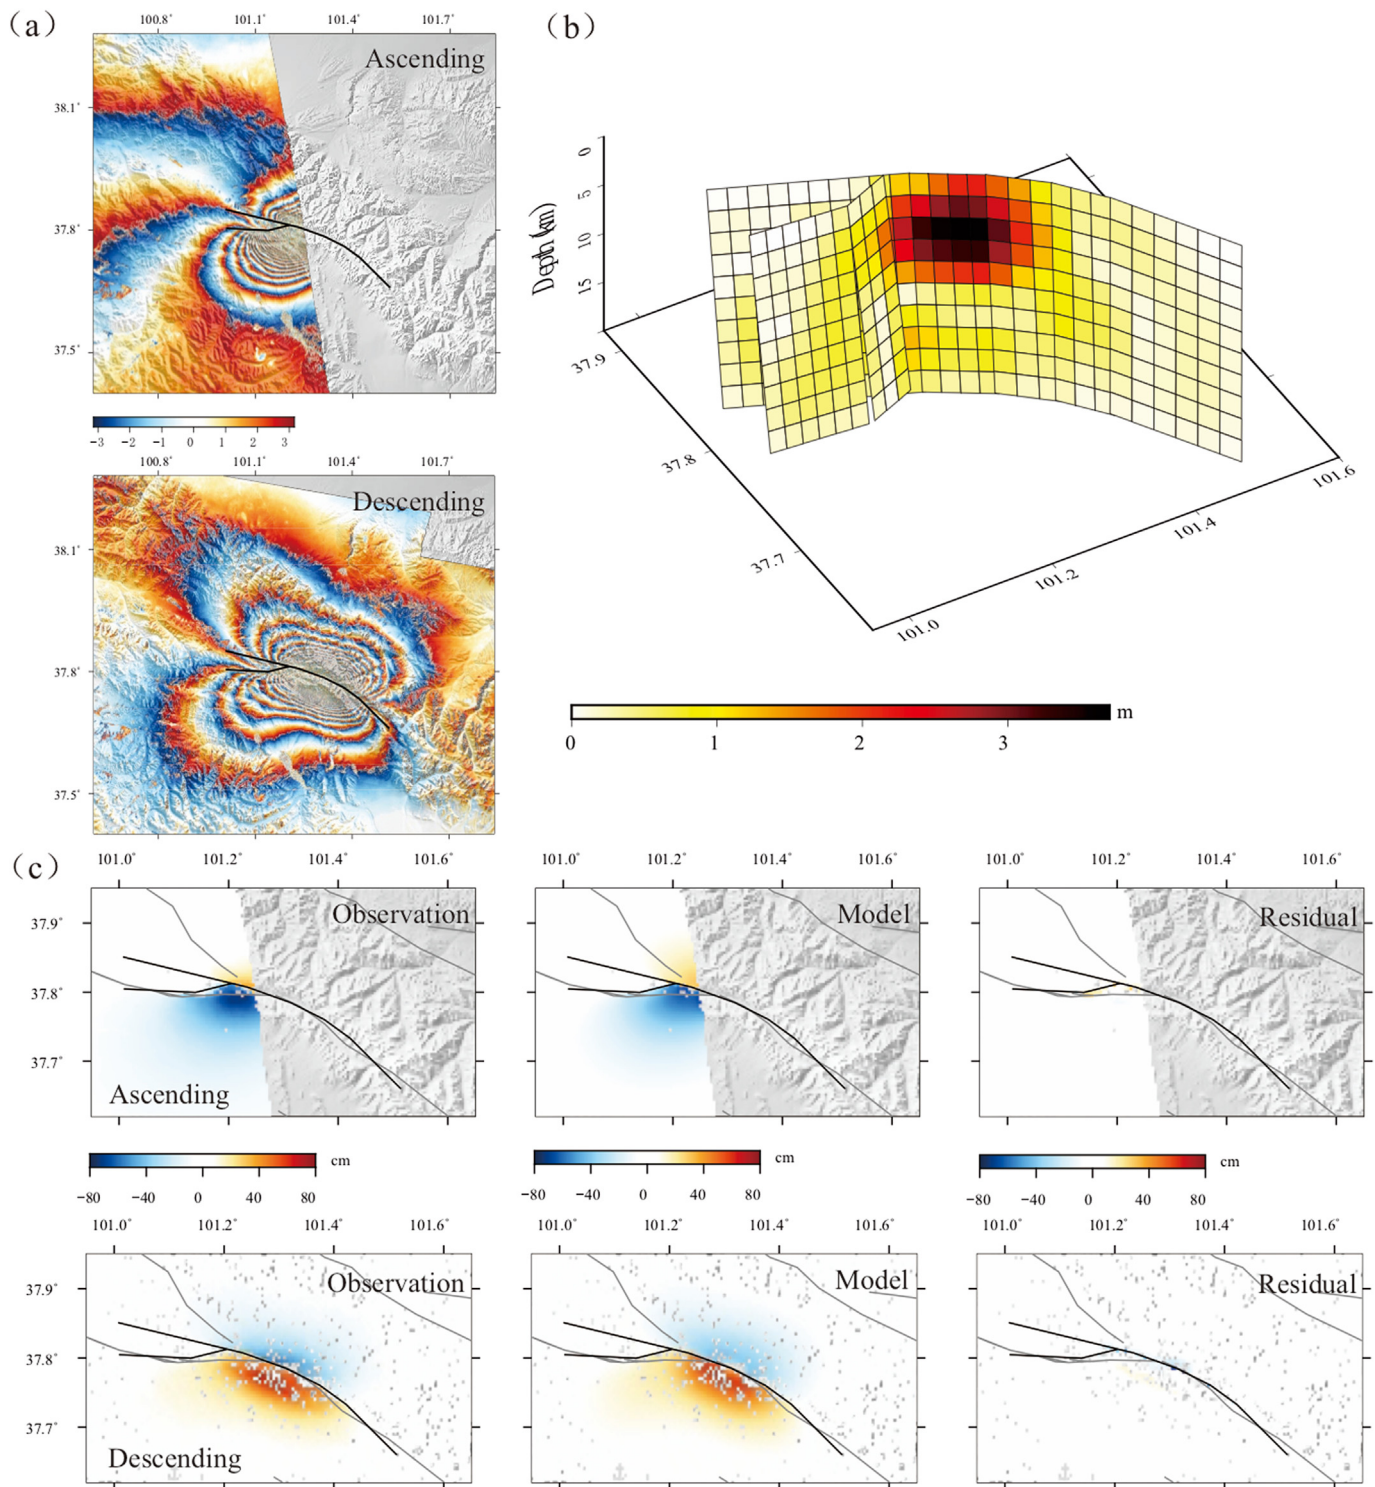 (a)
100.8° 101.1° 101.4° 101.7°
Ascending
38.1°
37.8°
37.5°
−3 −2 −1 0 1 2 3
100.8° 101.1° 101.4° 101.7°
Descending
38.1°
37.8°
37.5°
(b)
Depth (km)
0
5
10
15
37.9
37.8
37.7
101.0
101.2
101.4
101.6
0 1 2 3 m
(c)
101.0° 101.2° 101.4° 101.6° 101.0° 101.2° 101.4° 101.6° 101.0° 101.2° 101.4° 101.6°
37.9° Observation Model Residual
37.8°
37.7°
Ascending
cm cm cm
−80 −40 0 40 80 −80 −40 0 40 80 −80 −40 0 40 80
101.0° 101.2° 101.4° 101.6° 101.0° 101.2° 101.4° 101.6° 101.0° 101.2° 101.4° 101.6°
37.9° Observation Model Residual
37.8°
37.7°
Descending